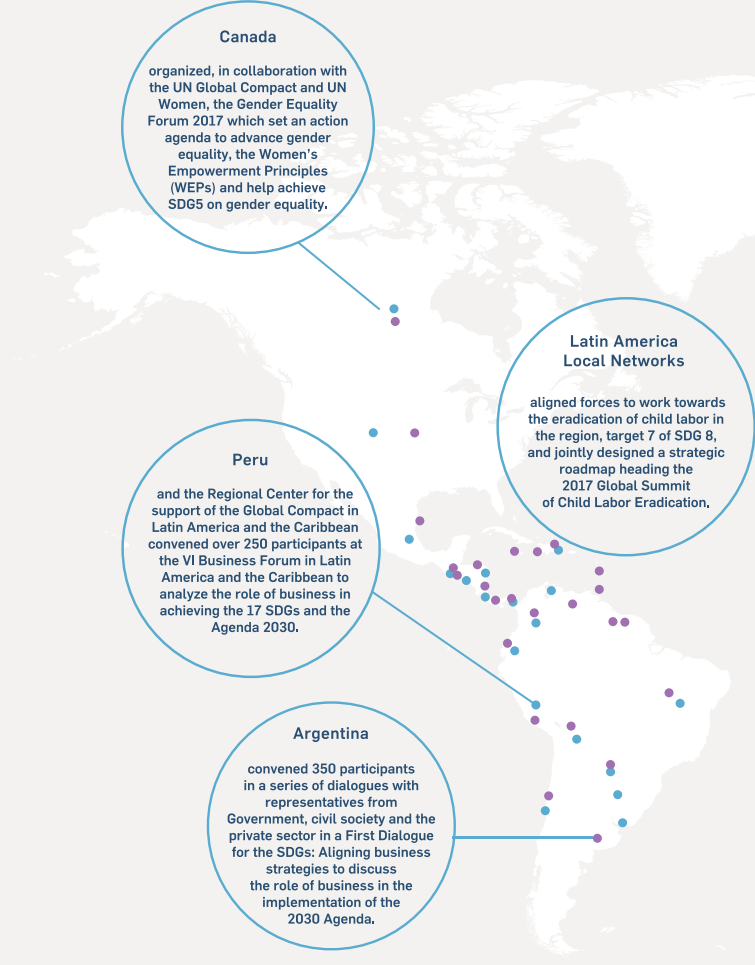 Canada
organized, in collaboration with
the UN Global Compact and UN
Women, the Gender Equality
Forum 2017 which set an action
agenda to advance gender
equality, the Women's
Empowerment Principles
(WEPs) and help achieve
SDG5 on gender equality.
Latin America
Local Networks
aligned forces to work towards
the eradication of child labor in
the region, target 7 of SDG 8,
and jointly designed a strategic
roadmap heading the
2017 Global Summit
of Child Labor Eradication.
Peru
and the Regional Center for the
support of the Global Compact in
Latin America and the Caribbean
convened over 250 participants at
the VI Business Forum in Latin
America and the Caribbean to
analyze the role of business in
achieving the 17 SDGs and the
Agenda 2030.
Argentina
convened 350 participants
in a series of dialogues with
representatives from
Government, civil society and the
private sector in a First Dialogue
for the SDGs: Aligning business
strategies to discuss
the role of business in the
implementation of the
2030 Agenda.